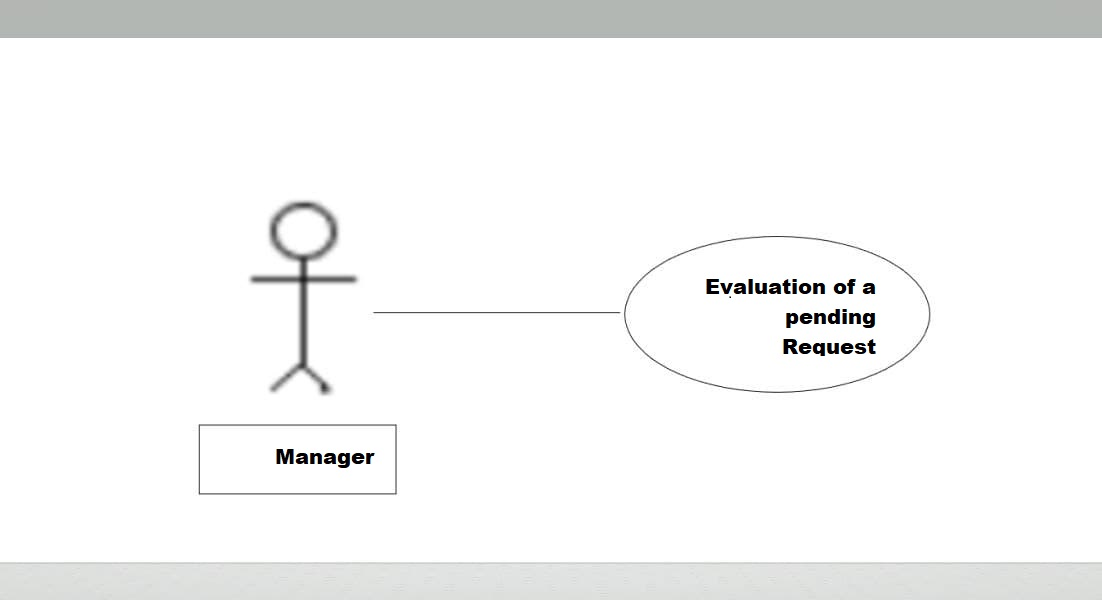 Evaluation of a
pending
Request
Manager